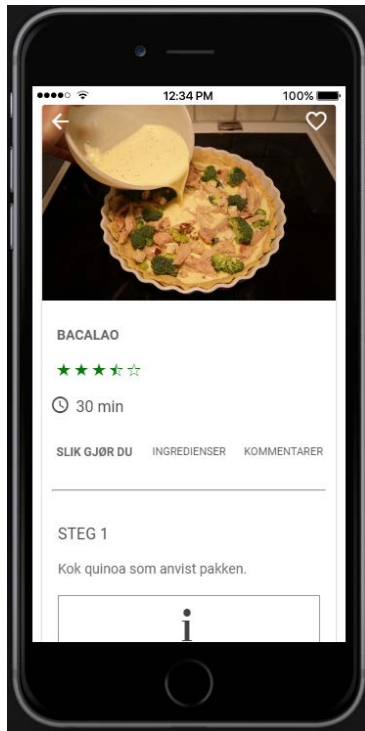 12:34 PM
100%
BACALAO
30 min
SLIK GJØR DU INGREDIENSER KOMMENTARER
STEG 1
Kok quinoa som anvist pakken.
i